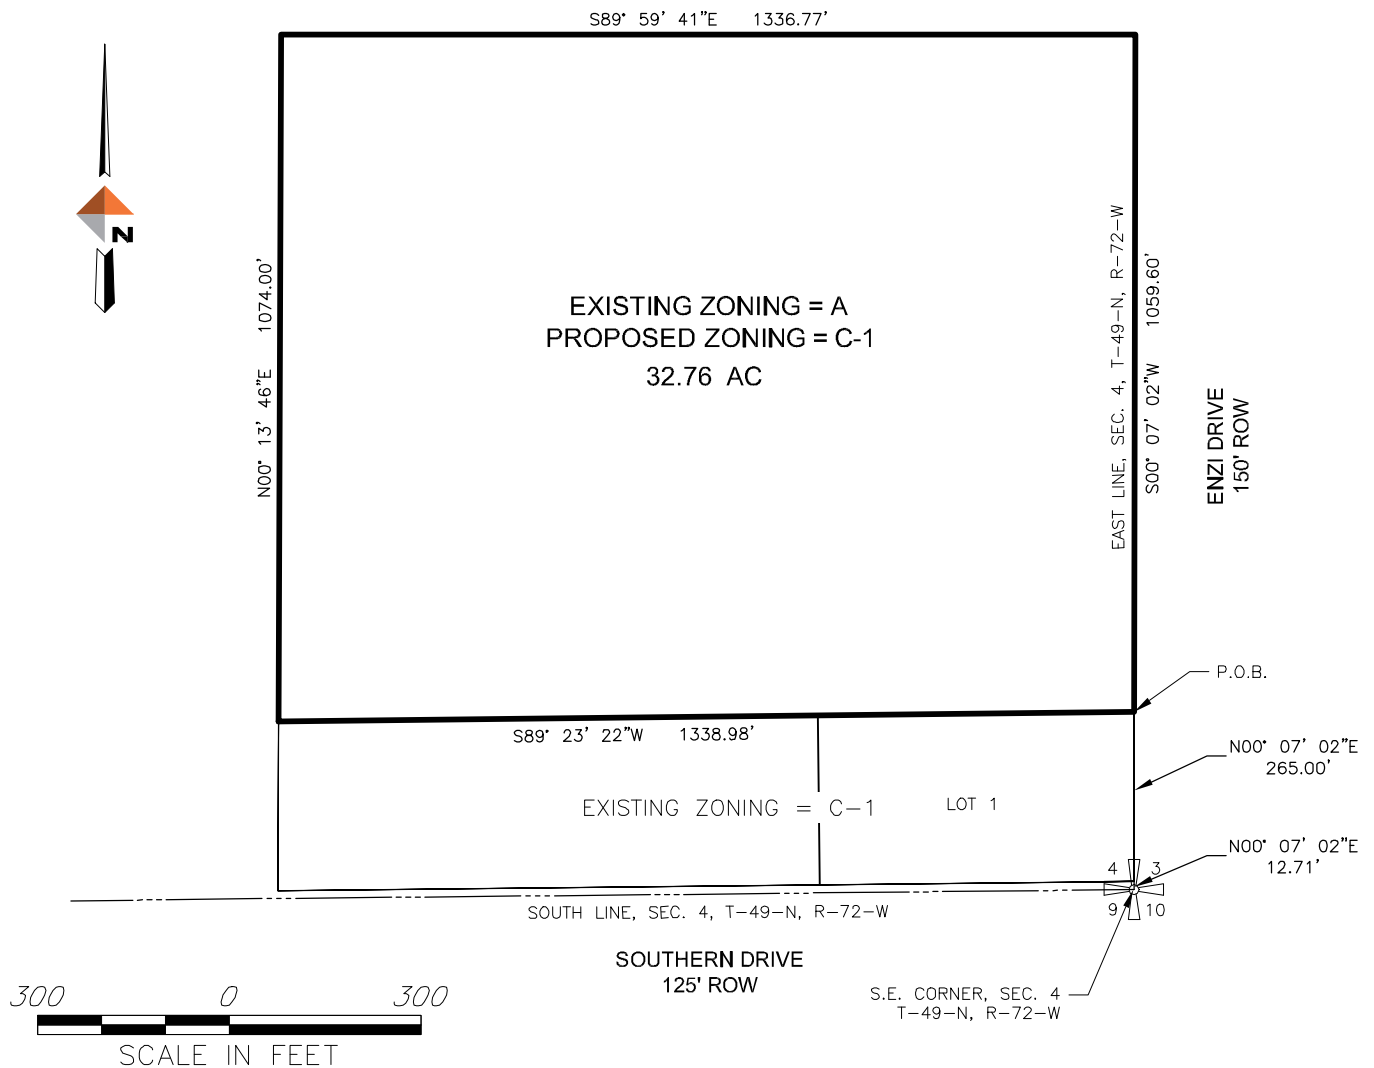 S89° 59' 41"E 1336.77'
N
N00° 13' 46"E 1074.00'
EXISTING ZONING = A
PROPOSED ZONING = C-1
32.76 AC
EAST LINE, SEC. 4, T-49-N, R-72-W
S00° 07' 02"W 1059.60'
ENZI DRIVE
150' ROW
P.O.B.
S89° 23' 22"W 1338.98'
N00° 07' 02"E
265.00'
EXISTING ZONING = C-1
LOT 1
N00° 07' 02"E
12.71'
4 3
9 10
SOUTH LINE, SEC. 4, T-49-N, R-72-W
SOUTHERN DRIVE
125' ROW
S.E. CORNER, SEC. 4
T-49-N, R-72-W
300 0 300
SCALE IN FEET